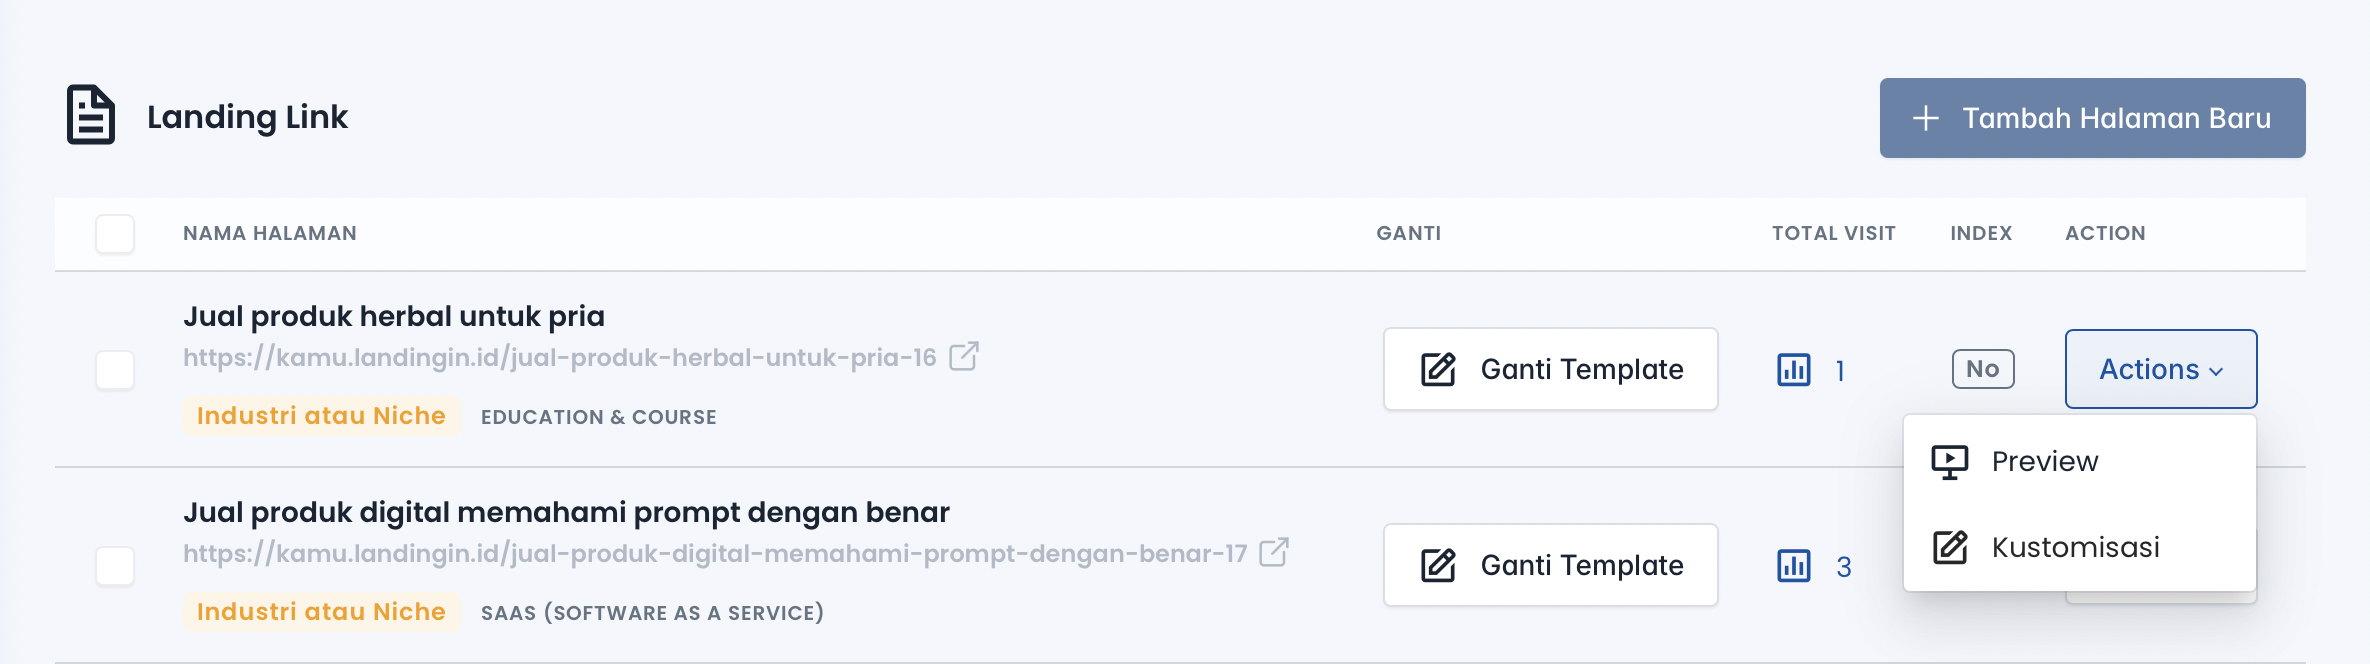 Landing Link
Tambah Halaman Baru
NAMA HALAMAN GANTI TOTAL VISIT INDEX ACTION
Jual produk herbal untuk pria
https://kamu.landingin.id/jual-produk-herbal-untuk-pria-16
Industri atau Niche EDUCATION & COURSE
Ganti Template 1 No Actions
Preview
Kustomisasi
Jual produk digital memahami prompt dengan benar
https://kamu.landingin.id/jual-produk-digital-memahami-prompt-dengan-benar-17
Industri atau Niche SAAS (SOFTWARE AS A SERVICE)
Ganti Template 3